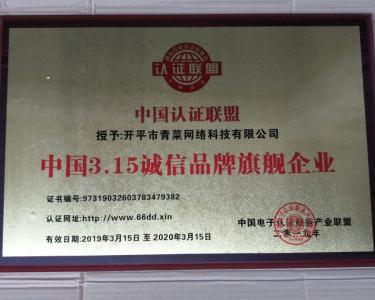 认证联盟
中国认证联盟
授予:开平市青菜网络科技有限公司
中国3.15诚信品牌旗舰企业
证书编号:97319032603783479382
认证网址:http://www.66dd.xin
有效日期:2019年3月15日 至 2020年3月15日
中国电子认证服务产业联盟
二零一九年